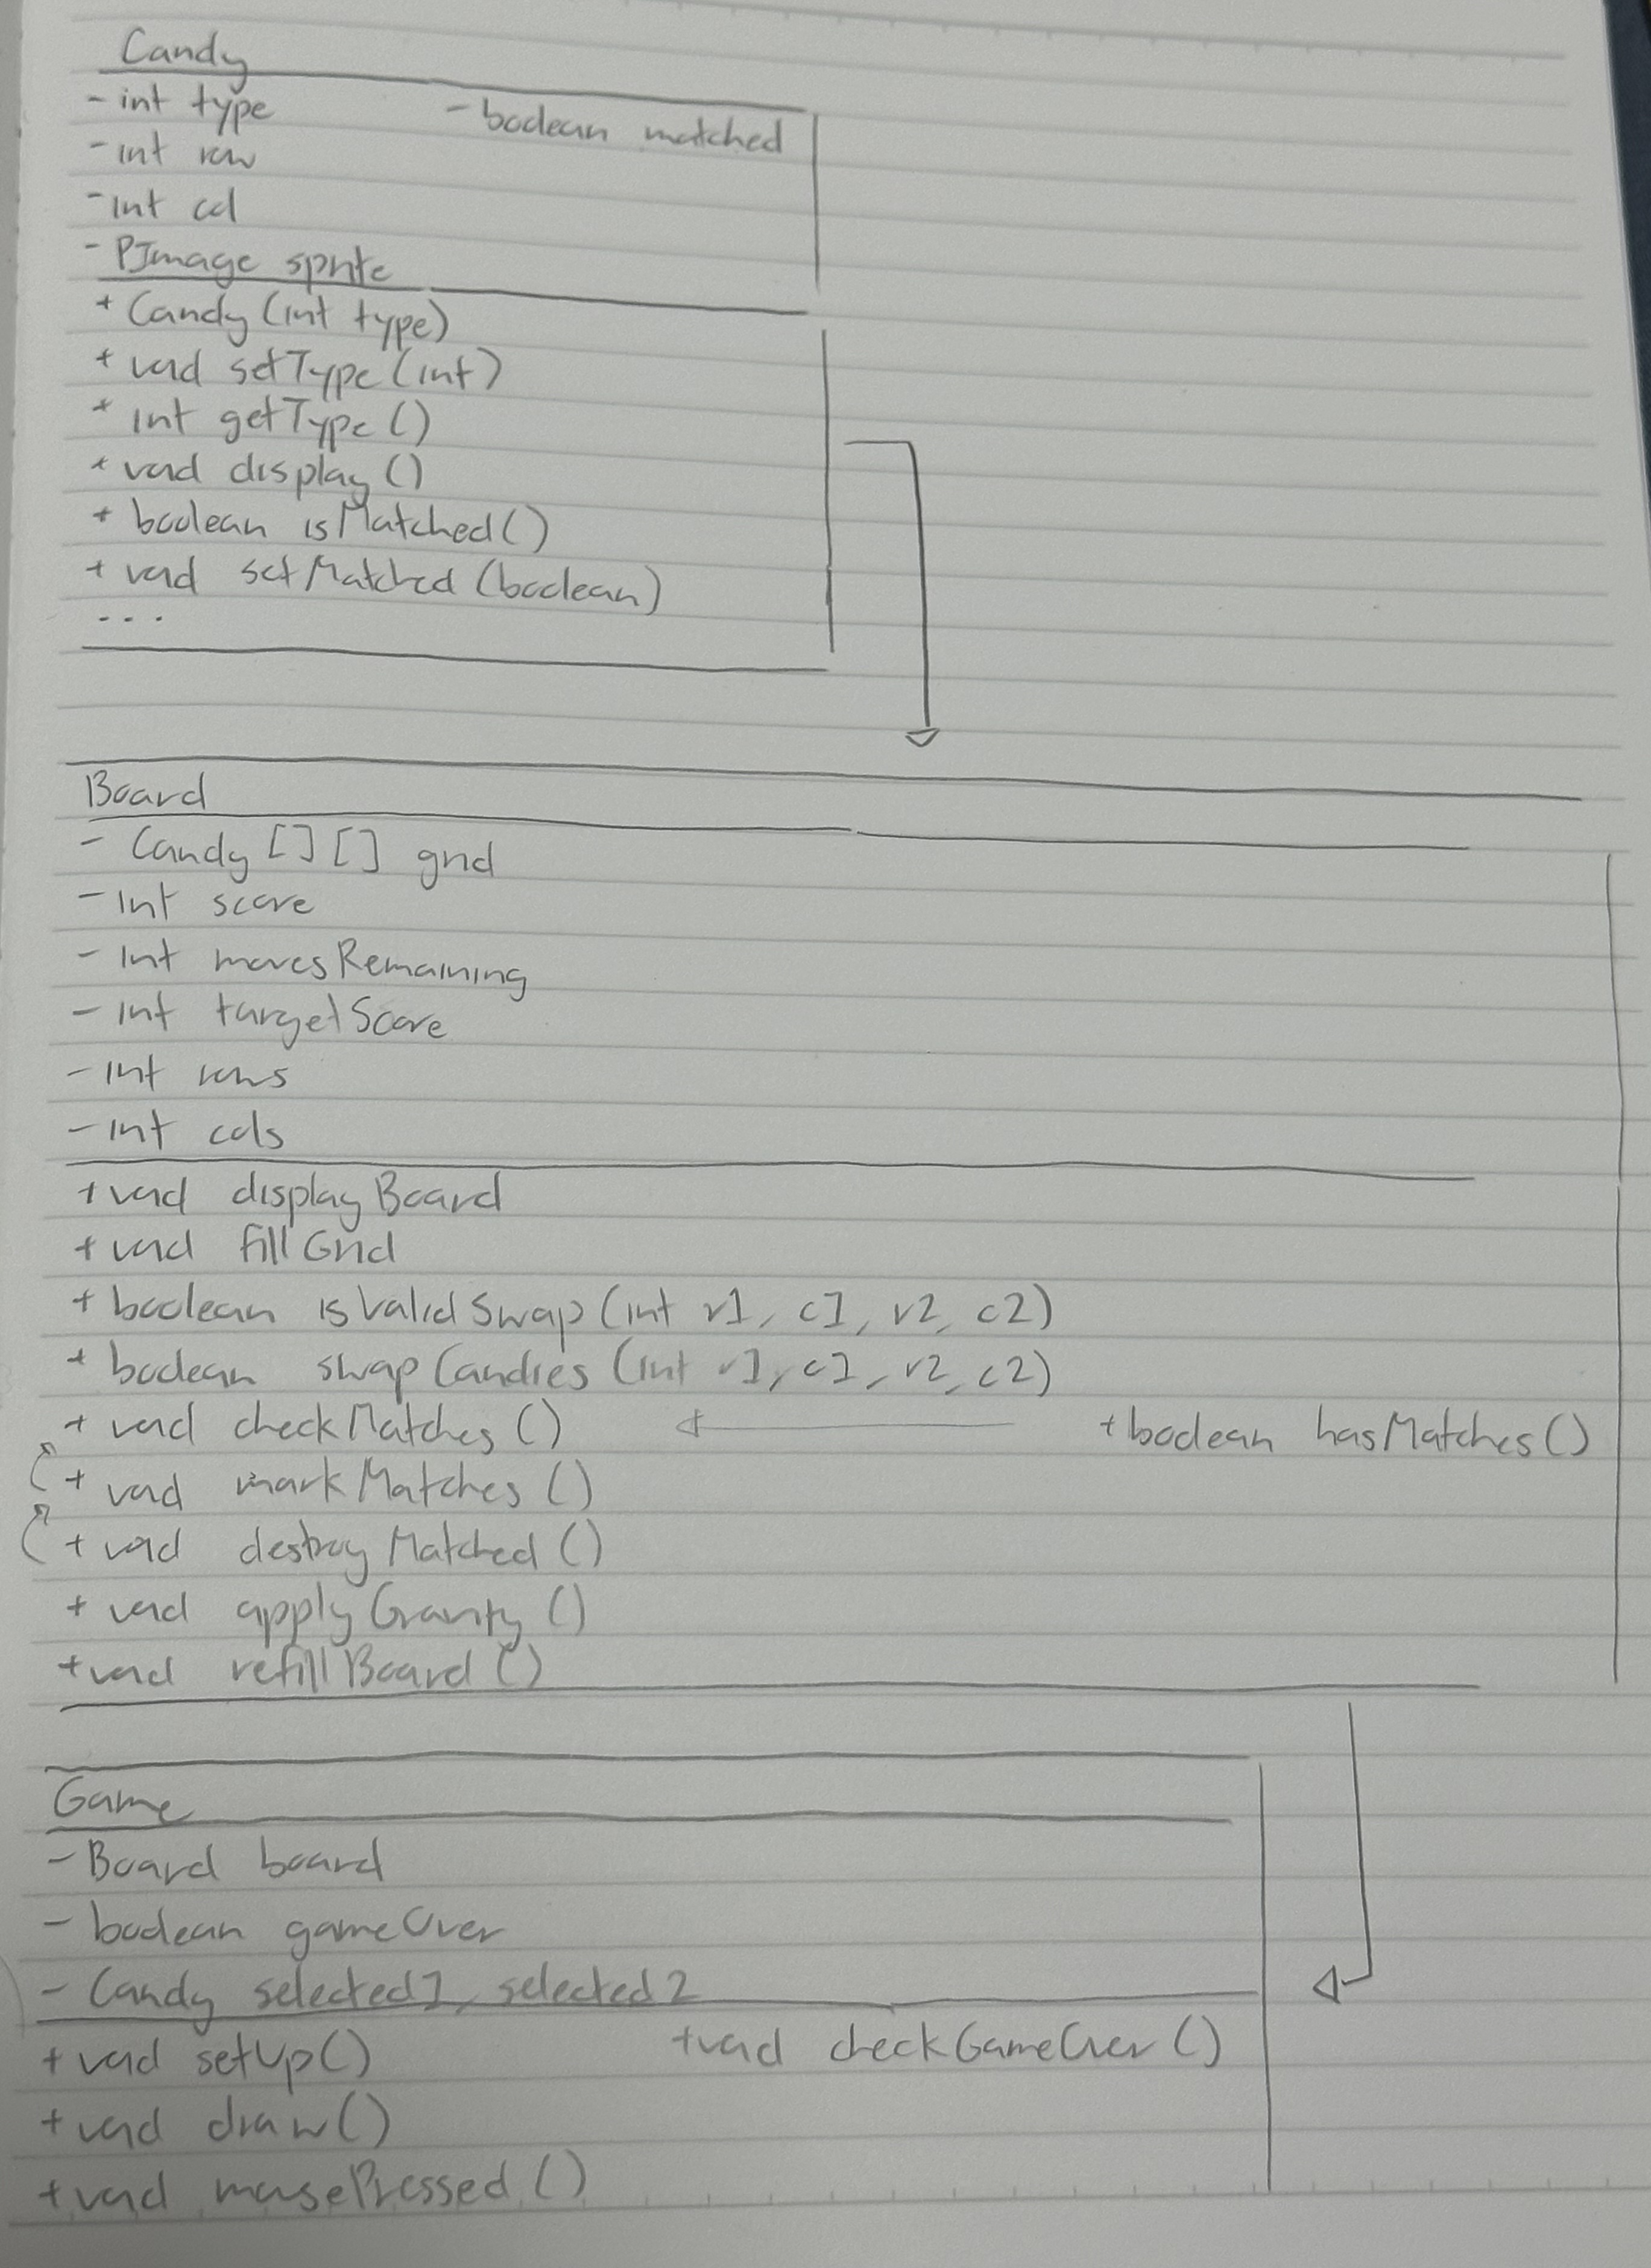 Candy
- int type - boolean matched
- int row
- int col
- PImage sprite
+ Candy (int type)
+ void setType (int)
+ int getType ()
+ void display ()
+ boolean isMatched ()
+ void setMatched (boolean)
...
Board
- Candy [] [] grid
- int score
- int movesRemaining
- int targetScore
- int rows
- int cols
+ void displayBoard
+ void fillGrid
+ boolean isValidSwap (int r1, c1, r2, c2)
+ boolean swapCandies (int r1, c1, r2, c2)
+ void checkMatches () + boolean hasMatches ()
+ void markMatches ()
+ void destroyMatched ()
+ void applyGravity ()
+ void refillBoard ()
Game
- Board board
- boolean gameOver
- Candy selected1, selected2
+ void setUp () + void checkGameOver ()
+ void draw ()
+ void mousePressed ()